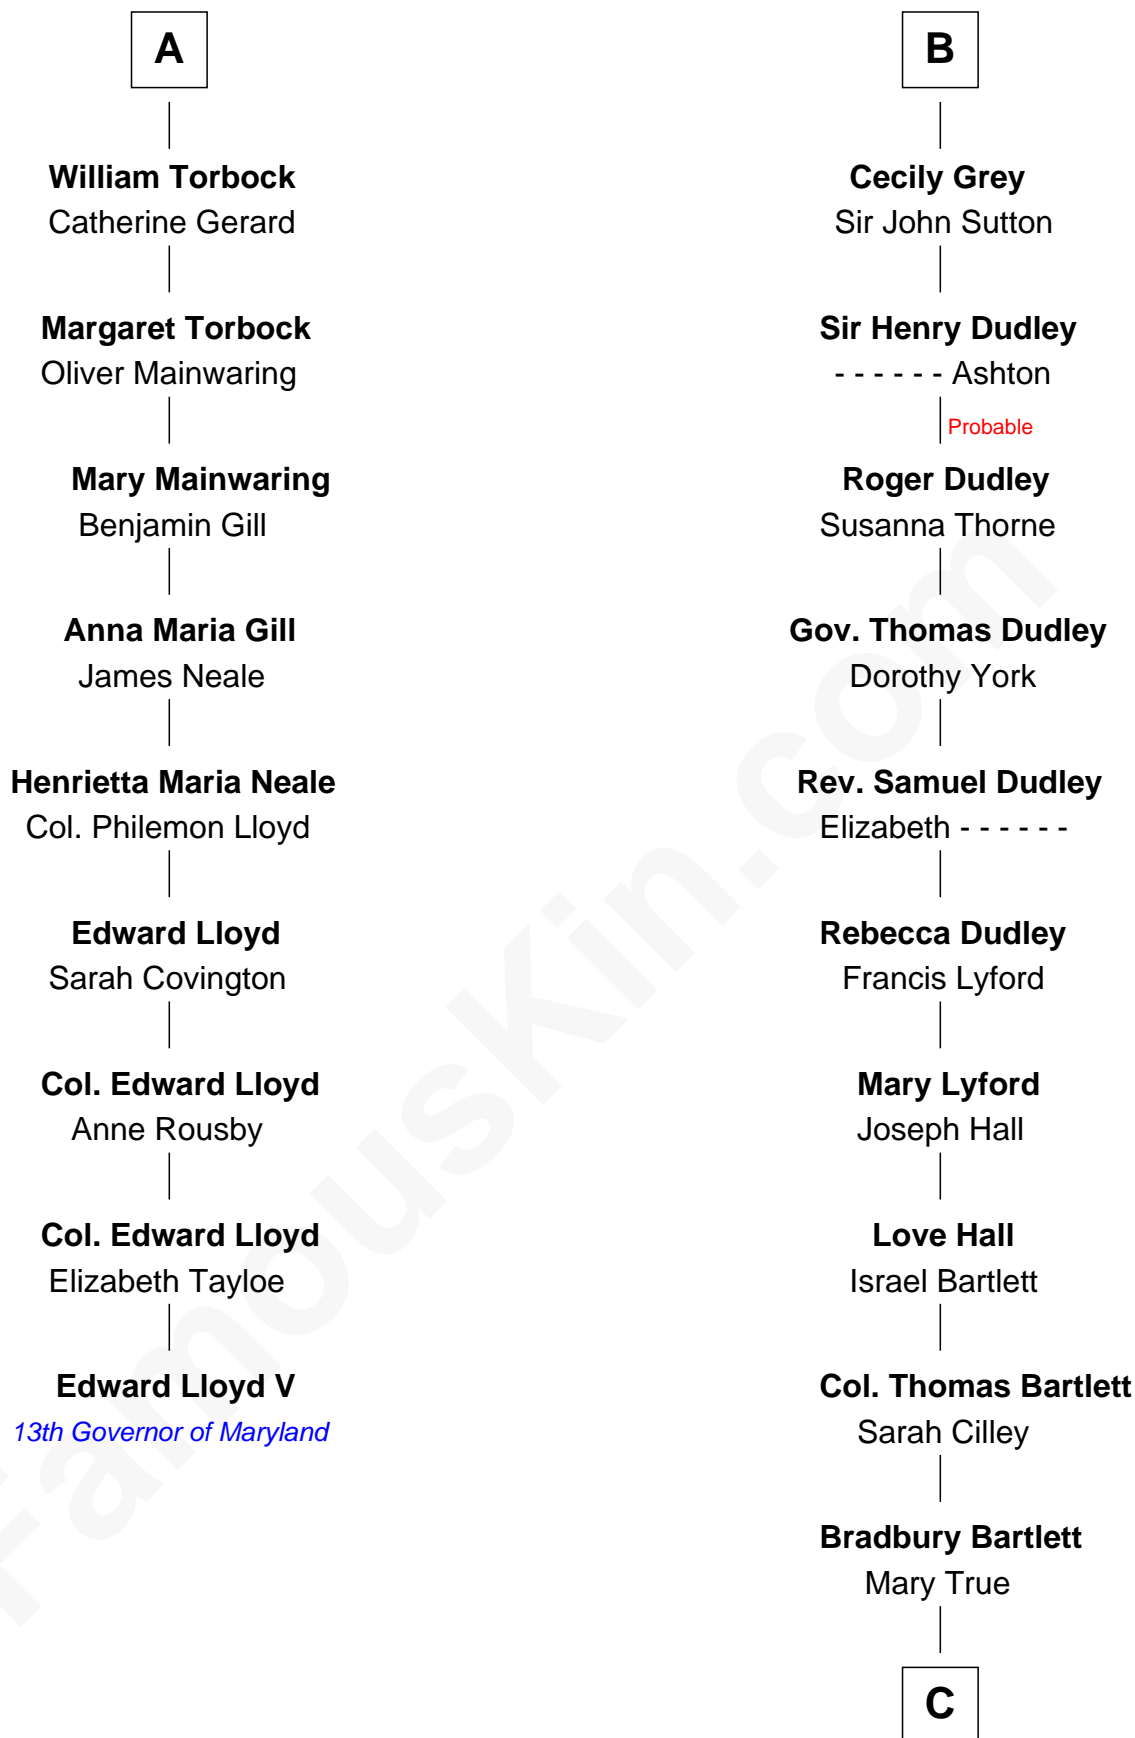 A
William Torbock
Catherine Gerard
Margaret Torbock
Oliver Mainwaring
Mary Mainwaring
Benjamin Gill
Anna Maria Gill
James Neale
Henrietta Maria Neale
Col. Philemon Lloyd
Edward Lloyd
Sarah Covington
Col. Edward Lloyd
Anne Rousby
Col. Edward Lloyd
Elizabeth Tayloe
Edward Lloyd V
13th Governor of Maryland
B
Cecily Grey
Sir John Sutton
Sir Henry Dudley
- - - - - - Ashton
Probable
Roger Dudley
Susanna Thorne
Gov. Thomas Dudley
Dorothy York
Rev. Samuel Dudley
Elizabeth - - - - - -
Rebecca Dudley
Francis Lyford
Mary Lyford
Joseph Hall
Love Hall
Israel Bartlett
Col. Thomas Bartlett
Sarah Cilley
Bradbury Bartlett
Mary True
C
FamousKin.com